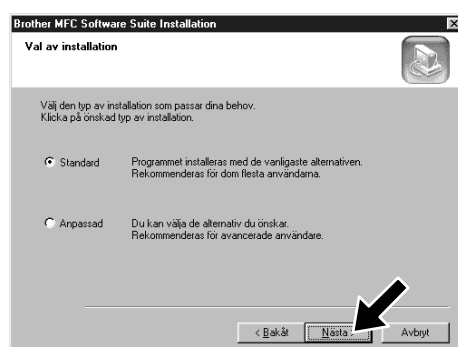 Brother MFC Software Suite Installation
Val av installation
Välj den typ av installation som passar dina behov.
Klicka på önskad typ av installation.
Standard Programmet installeras med de vanligaste alternativen.
Rekommenderas för dom flesta användarna.
Anpassad Du kan välja de alternativ du önskar.
Rekommenderas för avancerade användare.
< Bakåt Nästa > Avbryt